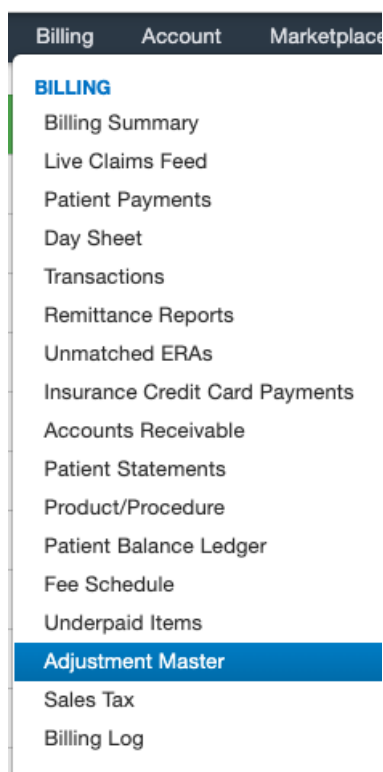 Billing Account Marketplace
BILLING
Billing Summary
Live Claims Feed
Patient Payments
Day Sheet
Transactions
Remittance Reports
Unmatched ERAs
Insurance Credit Card Payments
Accounts Receivable
Patient Statements
Product/Procedure
Patient Balance Ledger
Fee Schedule
Underpaid Items
Adjustment Master
Sales Tax
Billing Log